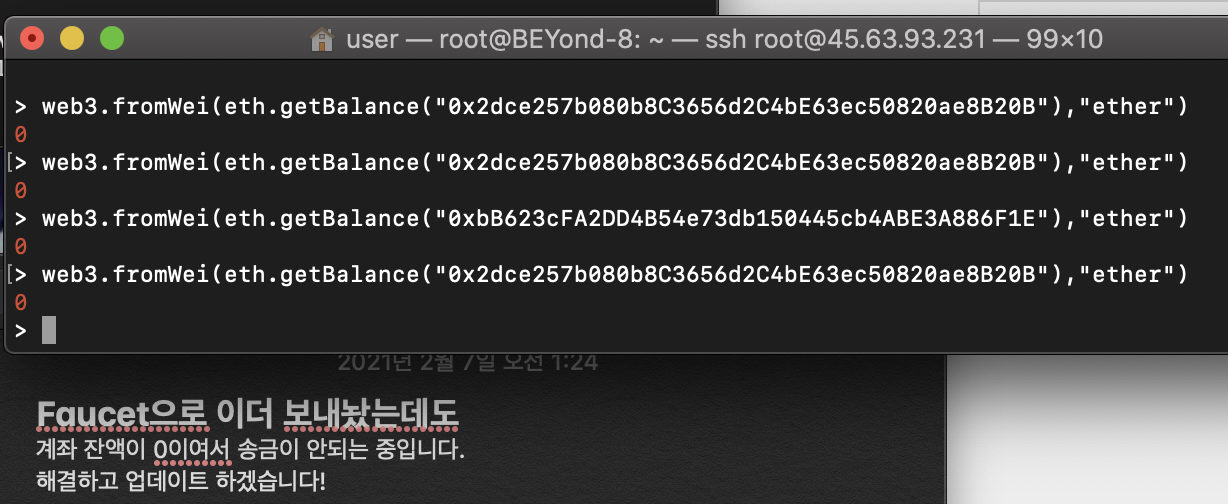 user — root@BEYond-8: ~ — ssh root@45.63.93.231 — 99×10
> web3.fromWei(eth.getBalance("0x2dce257b080b8C3656d2C4bE63ec50820ae8B20B"),"ether")
0
[> web3.fromWei(eth.getBalance("0x2dce257b080b8C3656d2C4bE63ec50820ae8B20B"),"ether")
0
> web3.fromWei(eth.getBalance("0xbB623cFA2DD4B54e73db150445cb4ABE3A886F1E"),"ether")
0
[> web3.fromWei(eth.getBalance("0x2dce257b080b8C3656d2C4bE63ec50820ae8B20B"),"ether")
0
>
2021년 2월 7일 오전 1:24
Faucet으로 이더 보내놨는데도
계좌 잔액이 0이여서 송금이 안되는 중입니다.
해결하고 업데이트 하겠습니다!